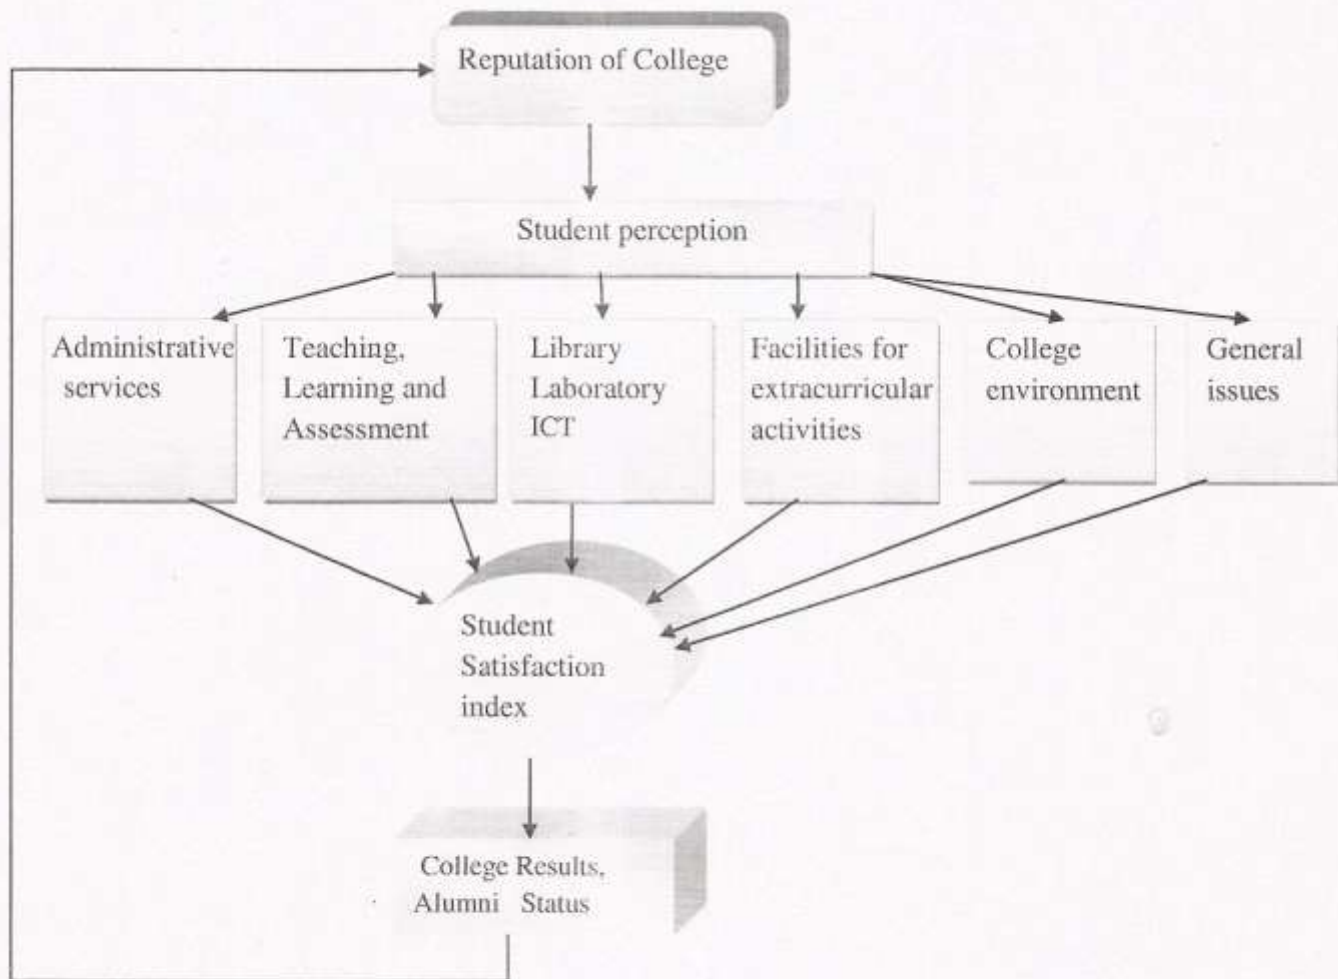 Reputation of College
Student perception
Administrative
services
Teaching,
Learning and
Assessment
Library
Laboratory
ICT
Facilities for
extracurricular
activities
College
environment
General
issues
Student
Satisfaction
index
College Results,
Alumni Status